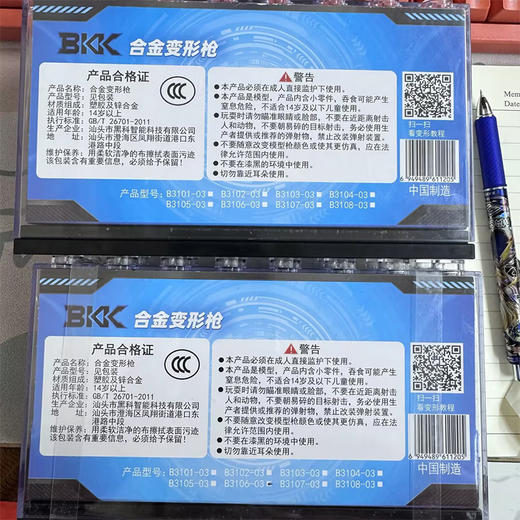 BKK 合金变形枪
产品合格证
产品名称：合金变形枪
产品型号：见包装
材质组成：塑胶及锌合金
适用年龄：14岁以上
执行标准：GB/T 26701-2011
生产企业：汕头市黑科智能科技有限公司
地址：汕头市澄海区凤翔街道港口东港路中段
维护保养：用柔软洁净的布擦拭表面污迹
该包装含有重要信息，必须给予保留！
CCC
警告
●本产品必须在成人直接监护下使用。
●本产品是模型，产品内含小零件，吞食可能产生
窒息危险，不适合14岁及以下儿童使用。
●玩耍时请勿瞄准眼睛或脸部，不要在近距离射击
人和动物，不要朝易碎的目标射击，务必使用生
产者提供或推荐的弹射物，禁止改装弹射装置。
●不要随意改变模型枪颜色或使其更仿真，应在法
律允许范围内使用。
●不要在漆黑的环境中使用。
●切勿靠近耳朵使用。
扫一扫
看变形教程
6 949489 611205
中国制造
产品型号：B3101-03 B3102-03 B3103-03 B3104-03
B3105-03 B3106-03 B3107-03 B3108-03
Mem
Date
BKK 合金变形枪
产品合格证
产品名称：合金变形枪
产品型号：见包装
材质组成：塑胶及锌合金
适用年龄：14岁以上
执行标准：GB/T 26701-2011
生产企业：汕头市黑科智能科技有限公司
地址：汕头市澄海区凤翔街道港口东
港路中段
维护保养：用柔软洁净的布擦拭表面污迹
该包装含有重要信息，必须给予保留！
CCC
警告
●本产品必须在成人直接监护下使用。
●本产品是模型，产品内含小零件，吞食可能产生
窒息危险，不适合14岁及以下儿童使用。
●玩耍时请勿瞄准眼睛或脸部，不要在近距离射击
人和动物，不要朝易碎的目标射击，务必使用生
产者提供或推荐的弹射物，禁止改装弹射装置。
●不要随意改变模型枪颜色或使其更仿真，应在法
律允许范围内使用。
●不要在漆黑的环境中使用。
●切勿靠近耳朵使用。
扫一扫
看变形教程
6 949489 611205
中国制造
产品型号：B3101-03 B3102-03 B3103-03 B3104-03
B3105-03 B3106-03 B3107-03 B3108-03